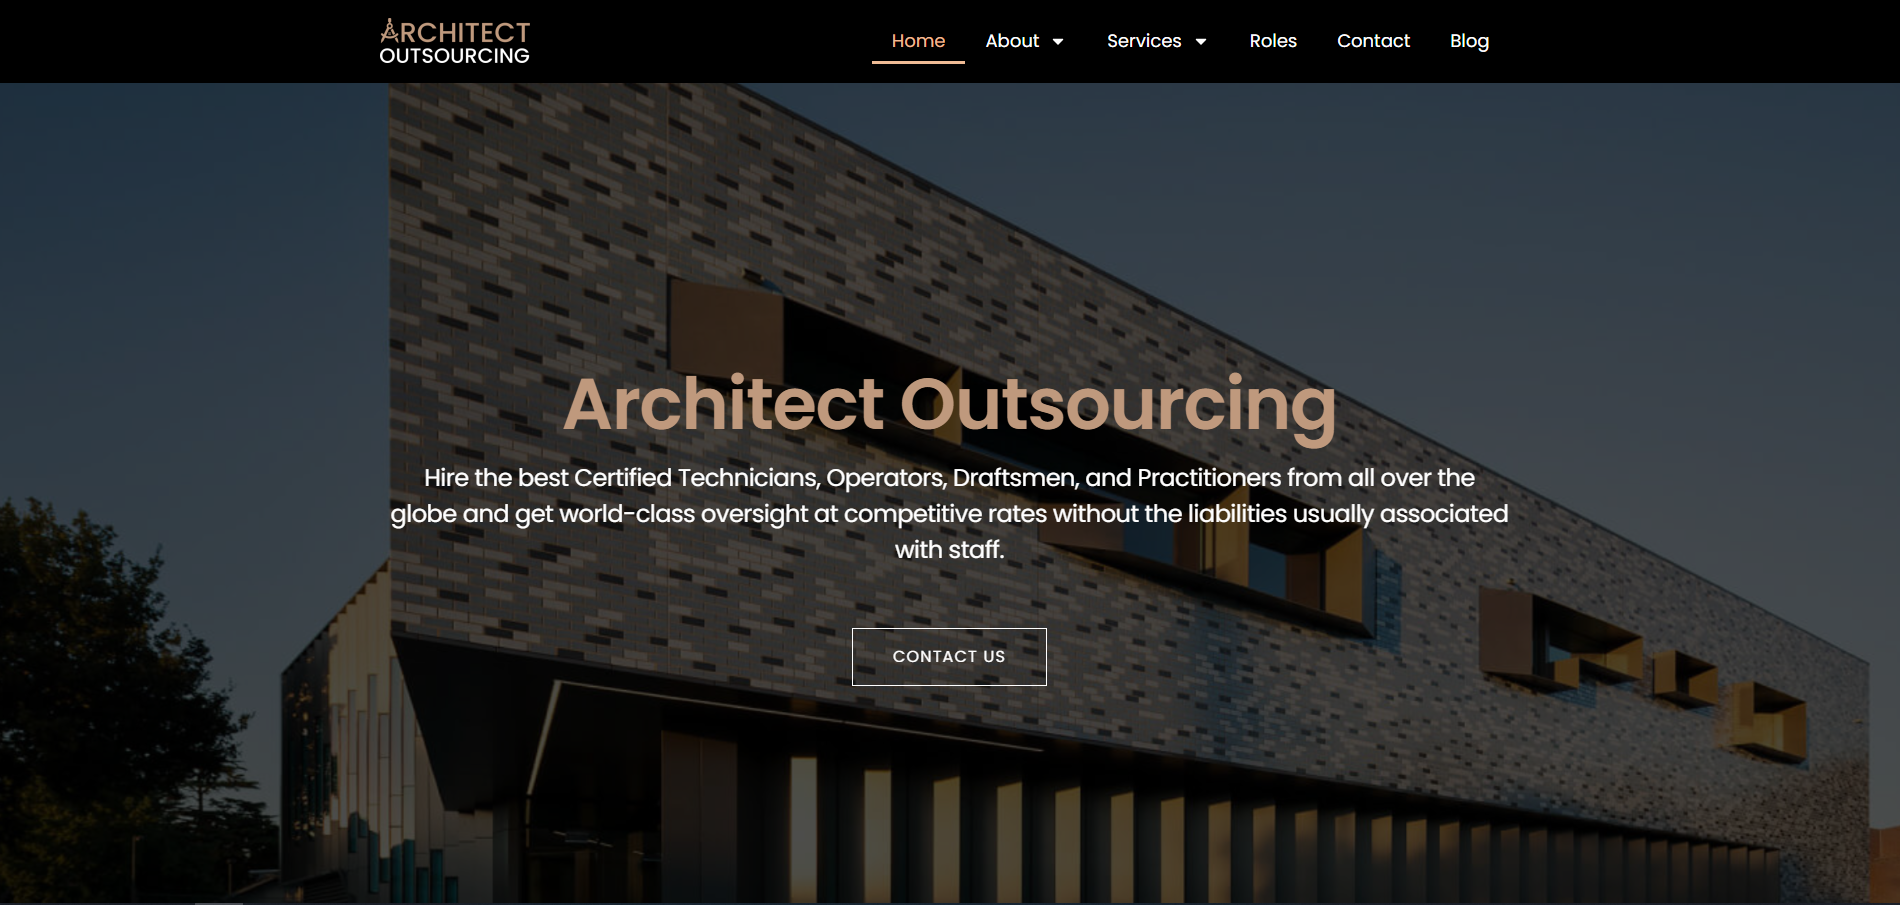 ARCHITECT
OUTSOURCING
Home About Services Roles Contact Blog
Architect Outsourcing
Hire the best Certified Technicians, Operators, Draftsmen, and Practitioners from all over the
globe and get world-class oversight at competitive rates without the liabilities usually associated
with staff.
CONTACT US